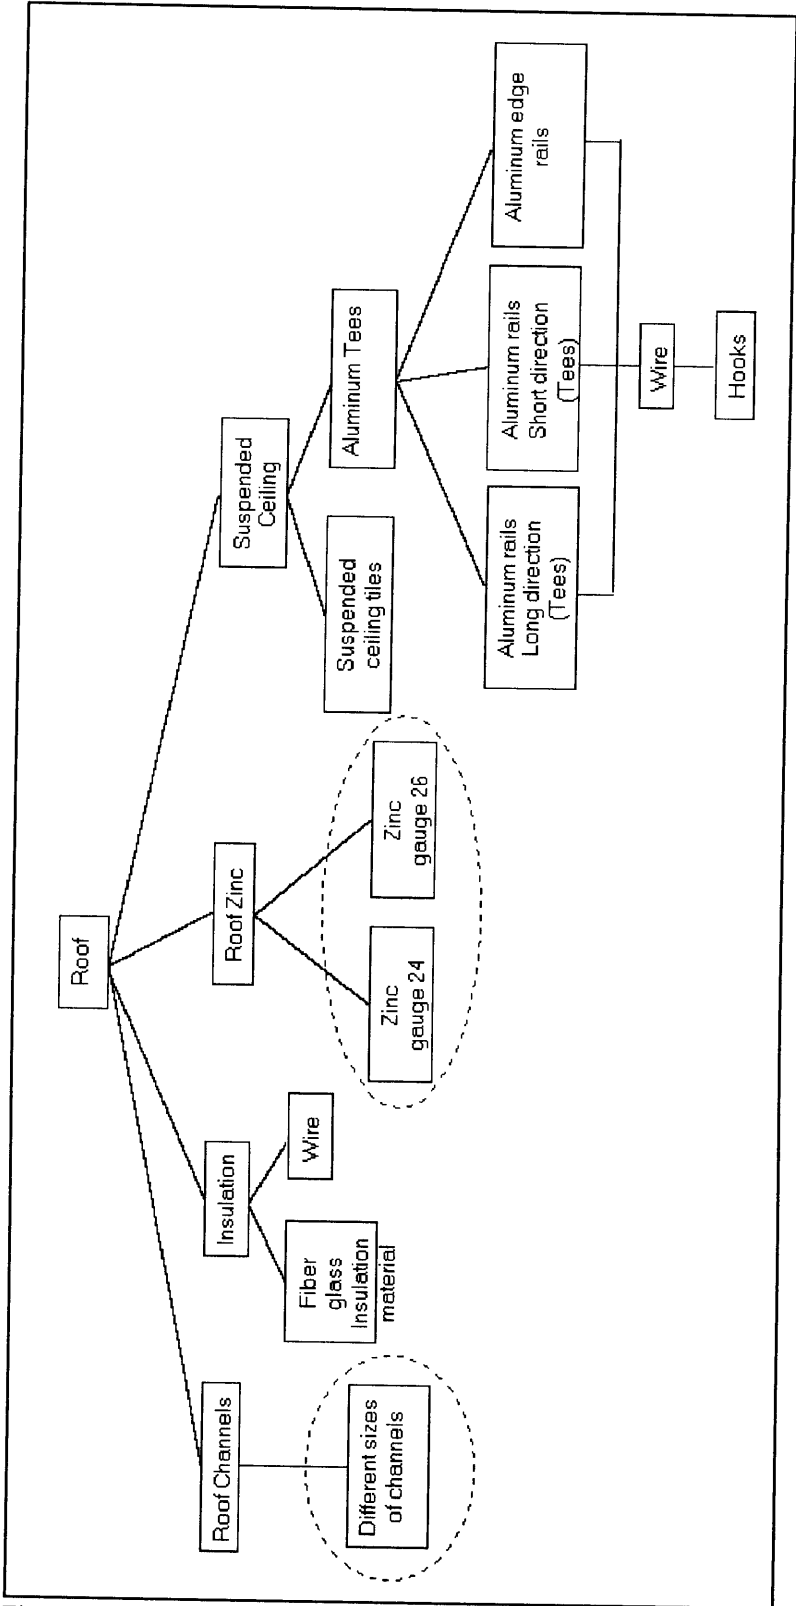 Roof
Roof Channels
Insulation
Roof Zinc
Suspended
Ceiling
Different sizes
of channels
Fiber
glass
Insulation
material
Wire
Zinc
gauge 24
Zinc
gauge 26
Suspended
ceiling tiles
Aluminum Tees
Aluminum rails
Long direction
(Tees)
Aluminum rails
Short direction
(Tees)
Aluminum edge
rails
Wire
Hooks